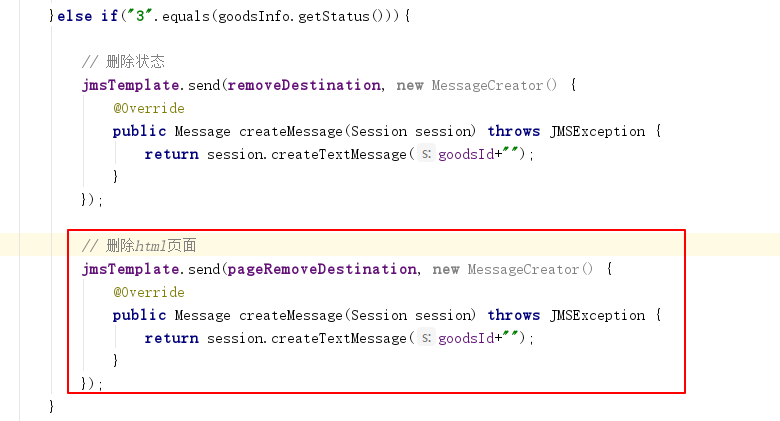 }else if("3".equals(goodsInfo.getStatus())){
// 删除状态
jmsTemplate.send(removeDestination, new MessageCreator() {
@Override
public Message createMessage(Session session) throws JMSException {
return session.createTextMessage( s: goodsId+"");
}
});
// 删除html页面
jmsTemplate.send(pageRemoveDestination, new MessageCreator() {
@Override
public Message createMessage(Session session) throws JMSException {
return session.createTextMessage( s: goodsId+"");
}
});
}